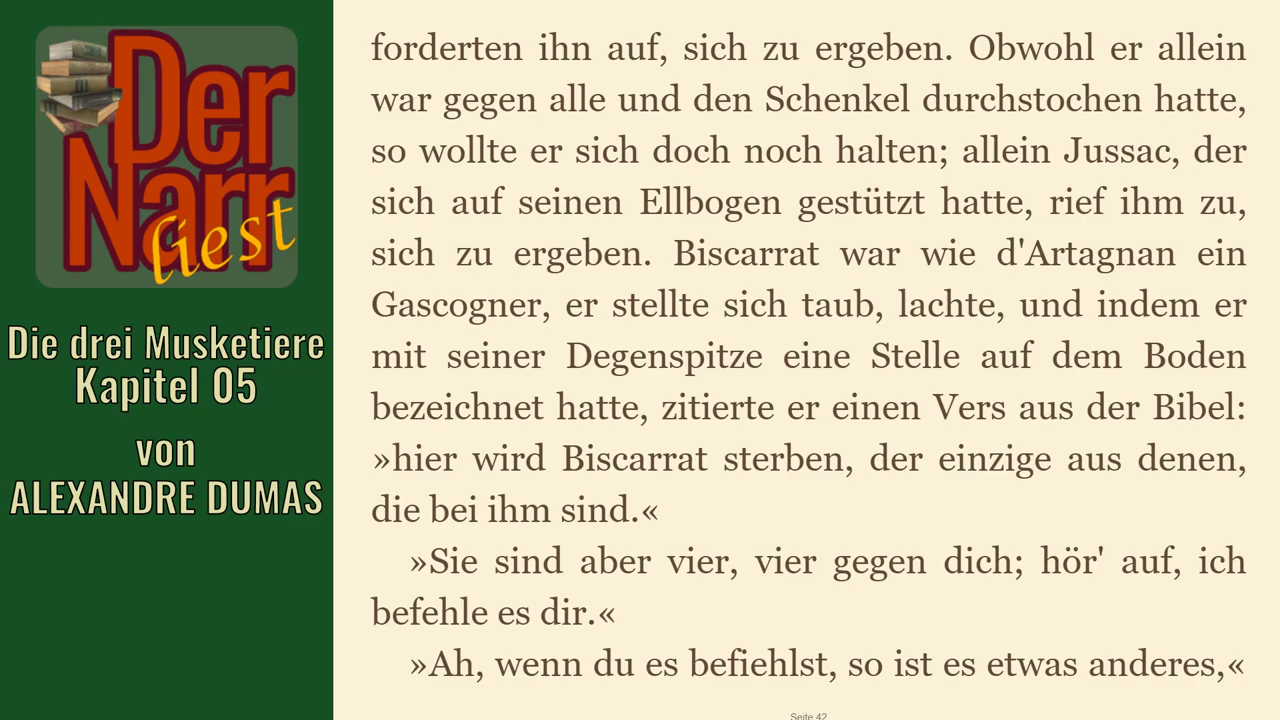 Der
Narr
liest
Die drei Musketiere
Kapitel 05
von
ALEXANDRE DUMAS
forderten ihn auf, sich zu ergeben. Obwohl er allein
war gegen alle und den Schenkel durchstochen hatte,
so wollte er sich doch noch halten; allein Jussac, der
sich auf seinen Ellbogen gestützt hatte, rief ihm zu,
sich zu ergeben. Biscarrat war wie d'Artagnan ein
Gascogner, er stellte sich taub, lachte, und indem er
mit seiner Degenspitze eine Stelle auf dem Boden
bezeichnet hatte, zitierte er einen Vers aus der Bibel:
»hier wird Biscarrat sterben, der einzige aus denen,
die bei ihm sind.«
»Sie sind aber vier, vier gegen dich; hör' auf, ich
befehle es dir.«
»Ah, wenn du es befiehlst, so ist es etwas anderes,«
Seite 42